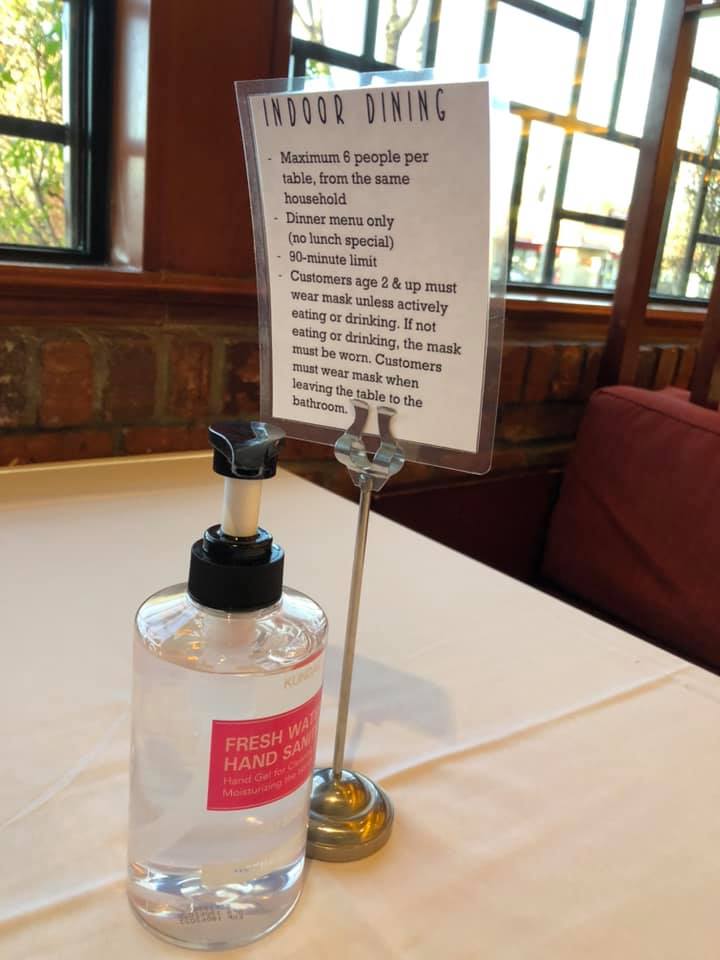 INDOOR DINING
- Maximum 6 people per
table, from the same
household
- Dinner menu only
(no lunch special)
- 90-minute limit
- Customers age 2 & up must
wear mask unless actively
eating or drinking. If not
eating or drinking, the mask
must be worn. Customers
must wear mask when
leaving the table to the
bathroom.
FRESH
HAND
Hand Gel for
Moisturizing the